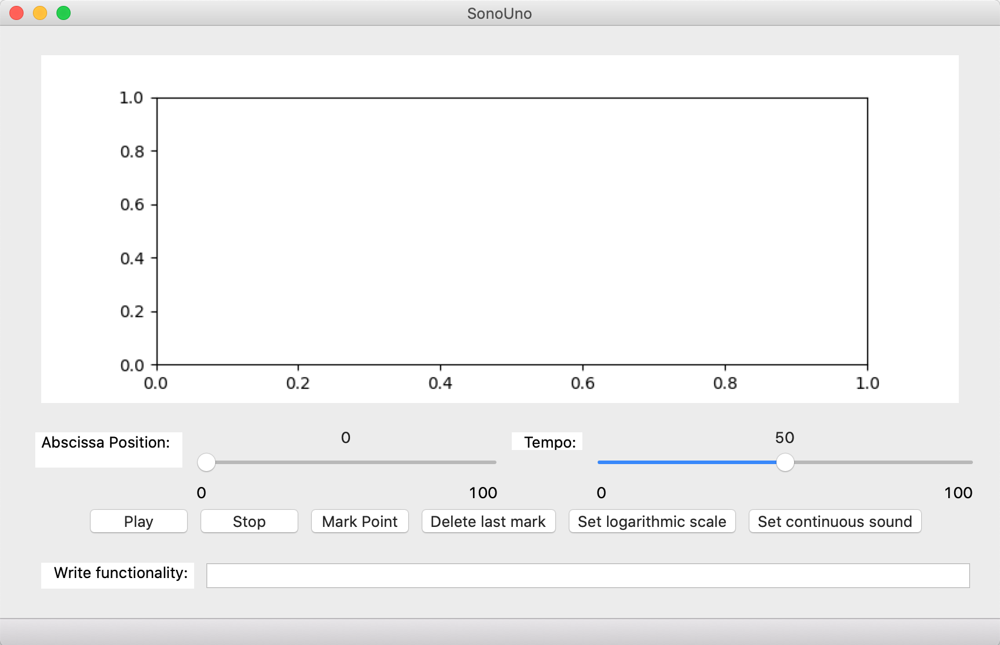 SonoUno
1.0
0.8
0.6
0.4
0.2
0.0
0.0 0.2 0.4 0.6 0.8 1.0
Abscissa Position: 0 Tempo: 50
0 100 0 100
Play Stop Mark Point Delete last mark Set logarithmic scale Set continuous sound
Write functionality: